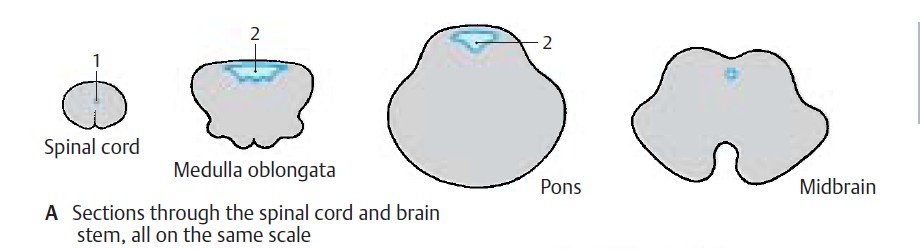 1
2
2
Spinal cord
Medulla oblongata
Pons
Midbrain
A Sections through the spinal cord and brain
stem, all on the same scale